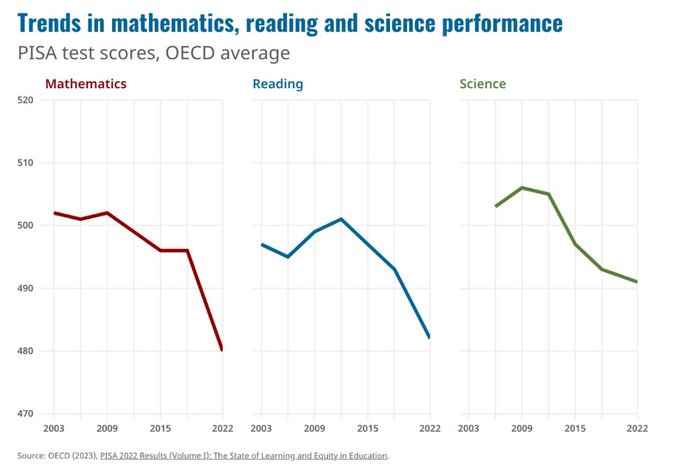 Trends in mathematics, reading and science performance
PISA test scores, OECD average
Mathematics
Reading
Science
520
510
500
490
480
470
2003 2009 2015 2022
2003 2009 2015 2022
2003 2009 2015 2022
Source: OECD (2023), PISA 2022 Results (Volume I): The State of Learning and Equity in Education.